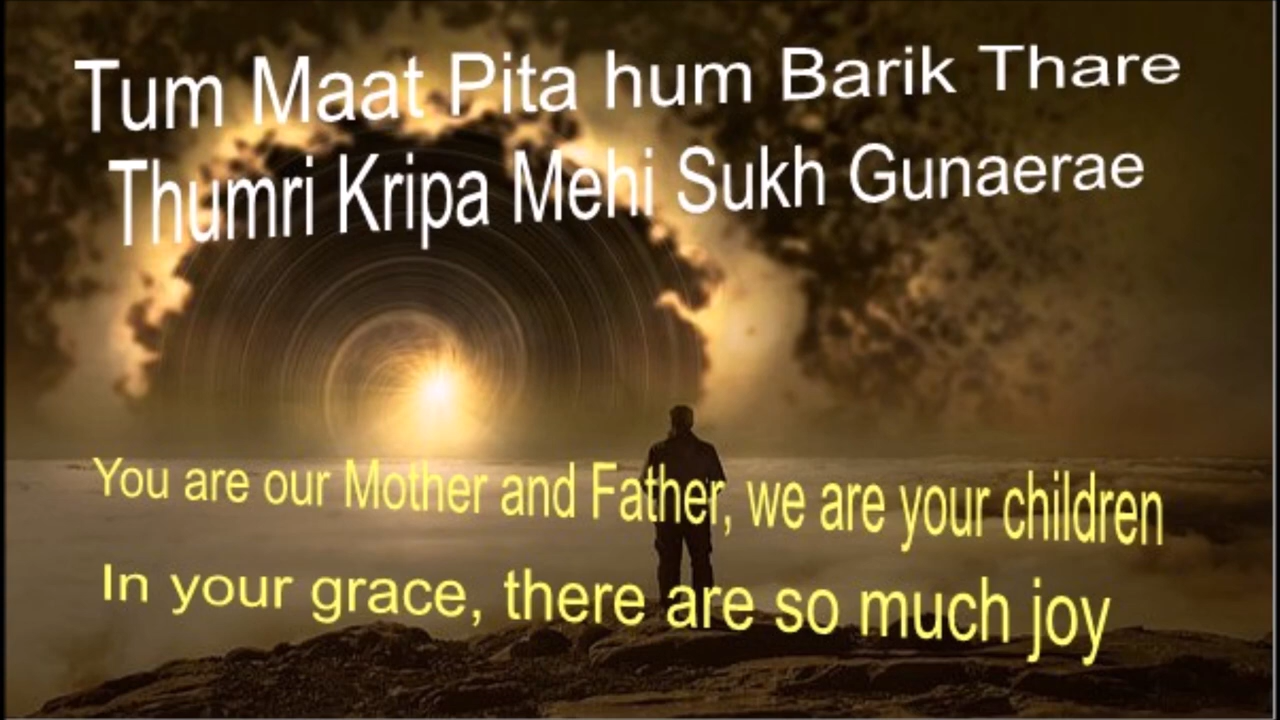 Tum Maat Pita hum Barik Thare
Thumri Kripa Mehi Sukh Gunaerae
You are our Mother and Father, we are your children
In your grace, there are so much joy